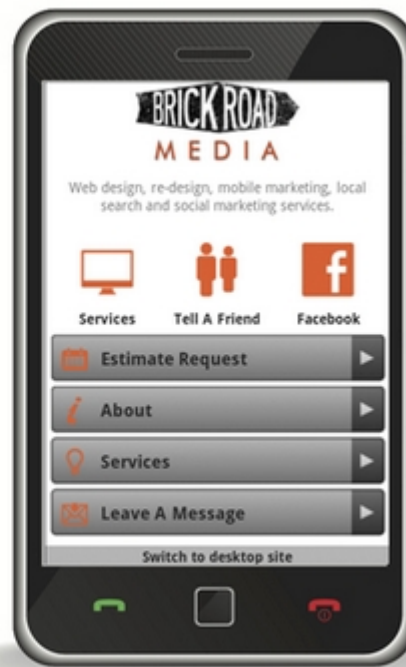 BRICK ROAD
MEDIA
Web design, re-design, mobile marketing, local
search and social marketing services.
Services Tell A Friend Facebook
Estimate Request
About
Services
Leave A Message
Switch to desktop site